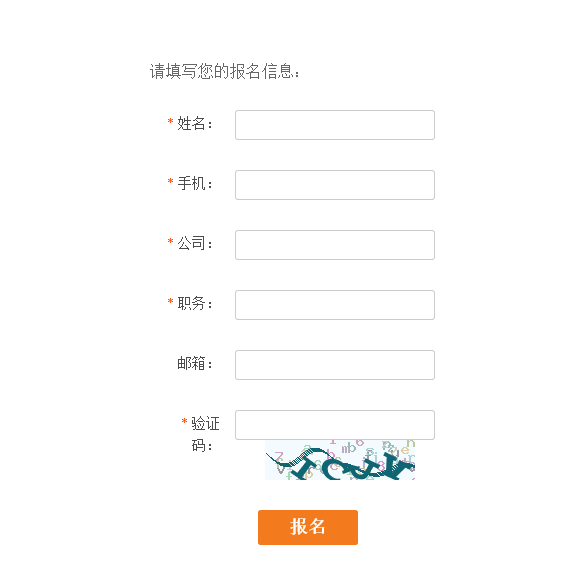 请填写您的报名信息：
* 姓名：
* 手机：
* 公司：
* 职务：
邮箱：
* 验证
码：
报名